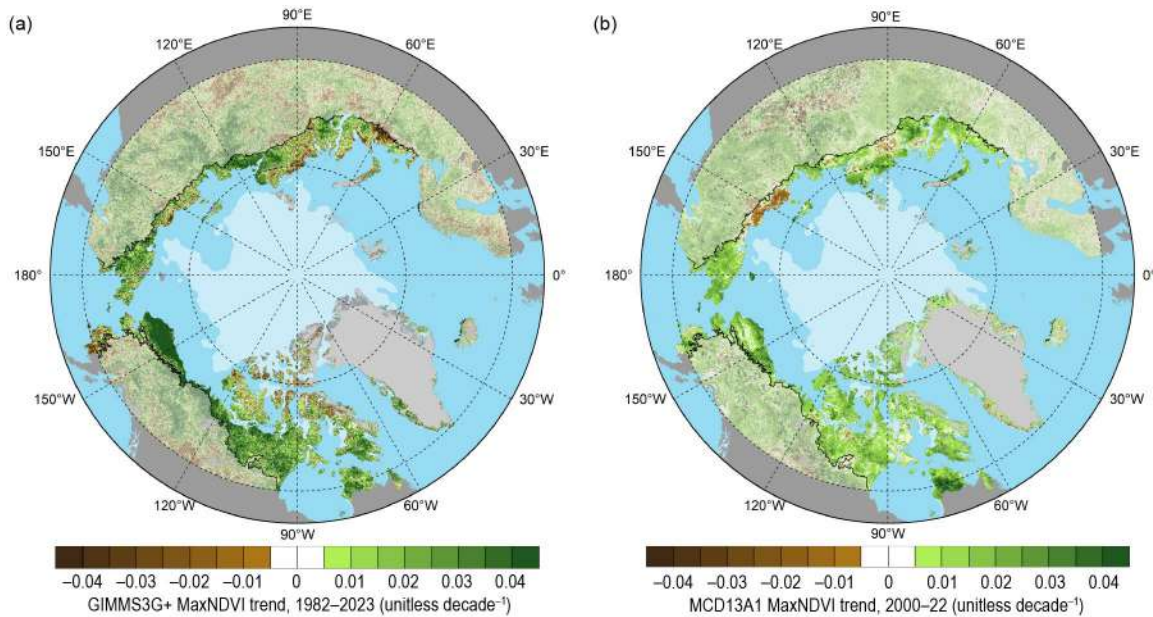 (a)
90°E
120°E
60°E
150°E
30°E
180°
0°
150°W
30°W
120°W
60°W
90°W
−0.04 −0.03 −0.02 −0.01 0 0.01 0.02 0.03 0.04
GIMMS3G+ MaxNDVI trend, 1982–2023 (unitless decade⁻¹)
(b)
90°E
120°E
60°E
150°E
30°E
180°
0°
150°W
30°W
120°W
60°W
90°W
−0.04 −0.03 −0.02 −0.01 0 0.01 0.02 0.03 0.04
MCD13A1 MaxNDVI trend, 2000–22 (unitless decade⁻¹)